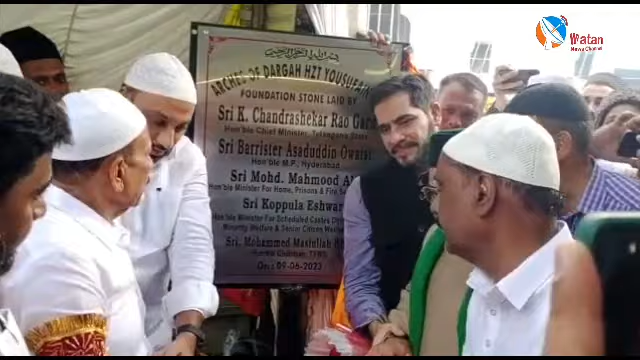 Watan
News Channel
ARCHES OF DARGAH HZT YOUSUFAIN
FOUNDATION STONE LAID BY
Sri K. Chandrashekar Rao Garu
Hon'ble Chief Minister, Telangana State
Sri Barrister Asaduddin Owaisi
Hon'ble M.P., Hyderabad
Sri Mohd. Mahmood
Hon'ble Minister For Home, Prisons & Fire
Sri Koppula Eshwar
Hon'ble Minister For Scheduled Castes
Minority Welfare & Senior Citizen
Sri. Mohammed Masiullah
Chairman
On: 09-06-2023